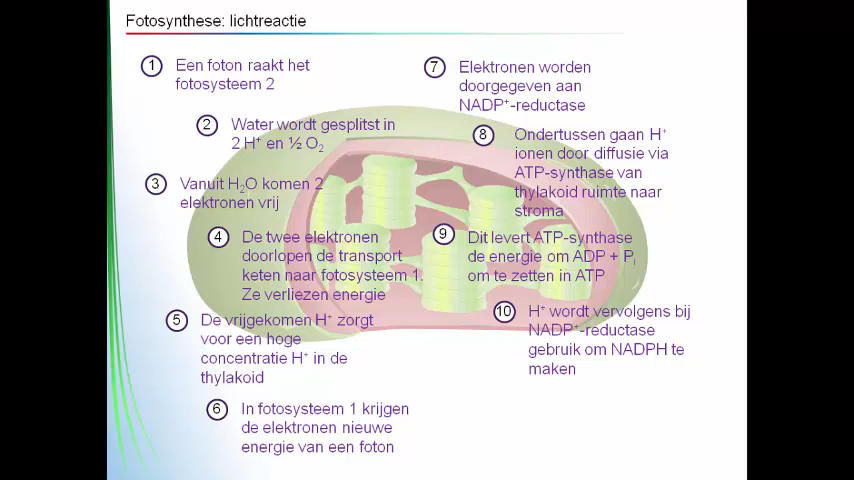 Fotosynthese: lichtreactie
1 Een foton raakt het
fotosysteem 2
2 Water wordt gesplitst in
2 H⁺ en ½ O₂
3 Vanuit H₂O komen 2
elektronen vrij
4 De twee elektronen
doorlopen de transport
keten naar fotosysteem 1.
Ze verliezen energie
5 De vrijgekomen H⁺ zorgt
voor een hoge
concentratie H⁺ in de
thylakoid
6 In fotosysteem 1 krijgen
de elektronen nieuwe
energie van een foton
7 Elektronen worden
doorgegeven aan
NADP⁺-reductase
8 Ondertussen gaan H⁺
ionen door diffusie via
ATP-synthase van
thylakoid ruimte naar
stroma
9 Dit levert ATP-synthase
de energie om ADP + Pᵢ
om te zetten in ATP
10 H⁺ wordt vervolgens bij
NADP⁺-reductase
gebruik om NADPH te
maken